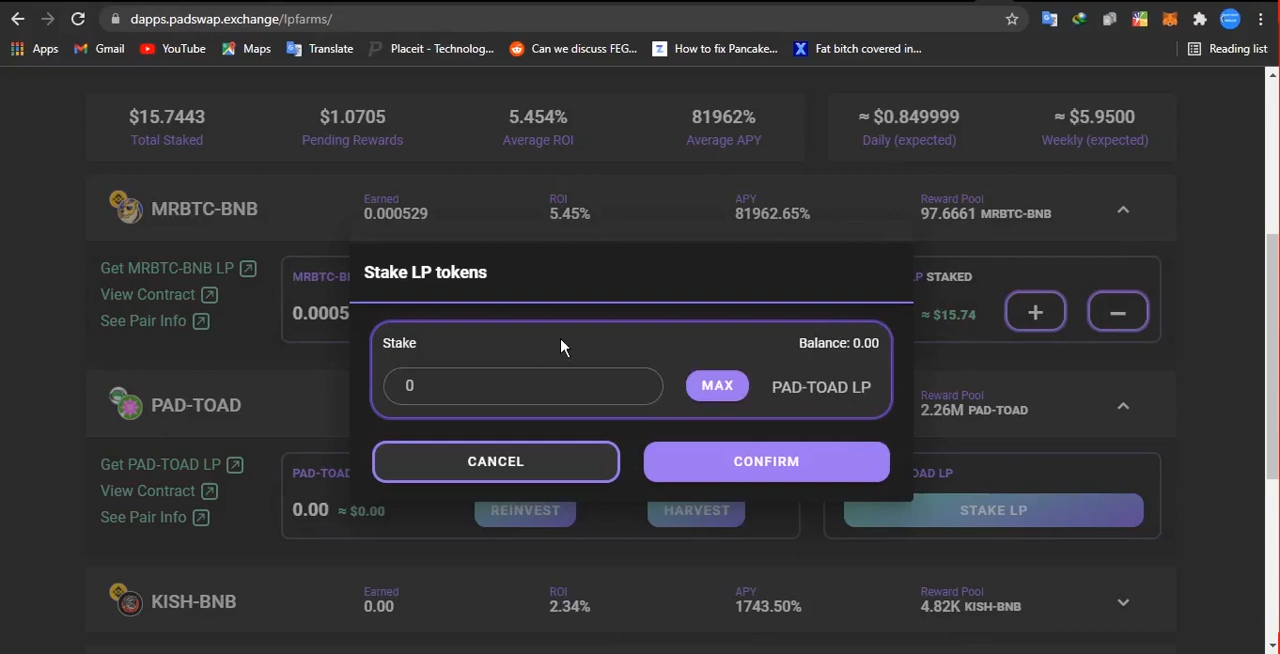 dapps.padswap.exchange/lpfarms/
Apps Gmail YouTube Maps Translate Placeit - Technolog... Can we discuss FEG... How to fix Pancake... Fat bitch covered in... Reading list
$15.7443 $1.0705 5.454% 81962% ≈ $0.849999 ≈ $5.9500
Total Staked Pending Rewards Average ROI Average APY Daily (expected) Weekly (expected)
Earned ROI APY Reward Pool
MRBTC-BNB 0.000529 5.45% 81962.65% 97.6661 MRBTC-BNB
Get MRBTC-BNB LP
View Contract
See Pair Info
MRBTC-B
0.0005
LP STAKED
≈ $15.74 + −
Stake LP tokens
Stake Balance: 0.00
0 MAX PAD-TOAD LP
CANCEL CONFIRM
PAD-TOAD
Reward Pool
2.26M PAD-TOAD
Get PAD-TOAD LP
View Contract
See Pair Info
PAD-TOA
0.00 ≈ $0.00 REINVEST HARVEST
OAD LP
STAKE LP
Earned ROI APY Reward Pool
KISH-BNB 0.00 2.34% 1743.50% 4.82K KISH-BNB